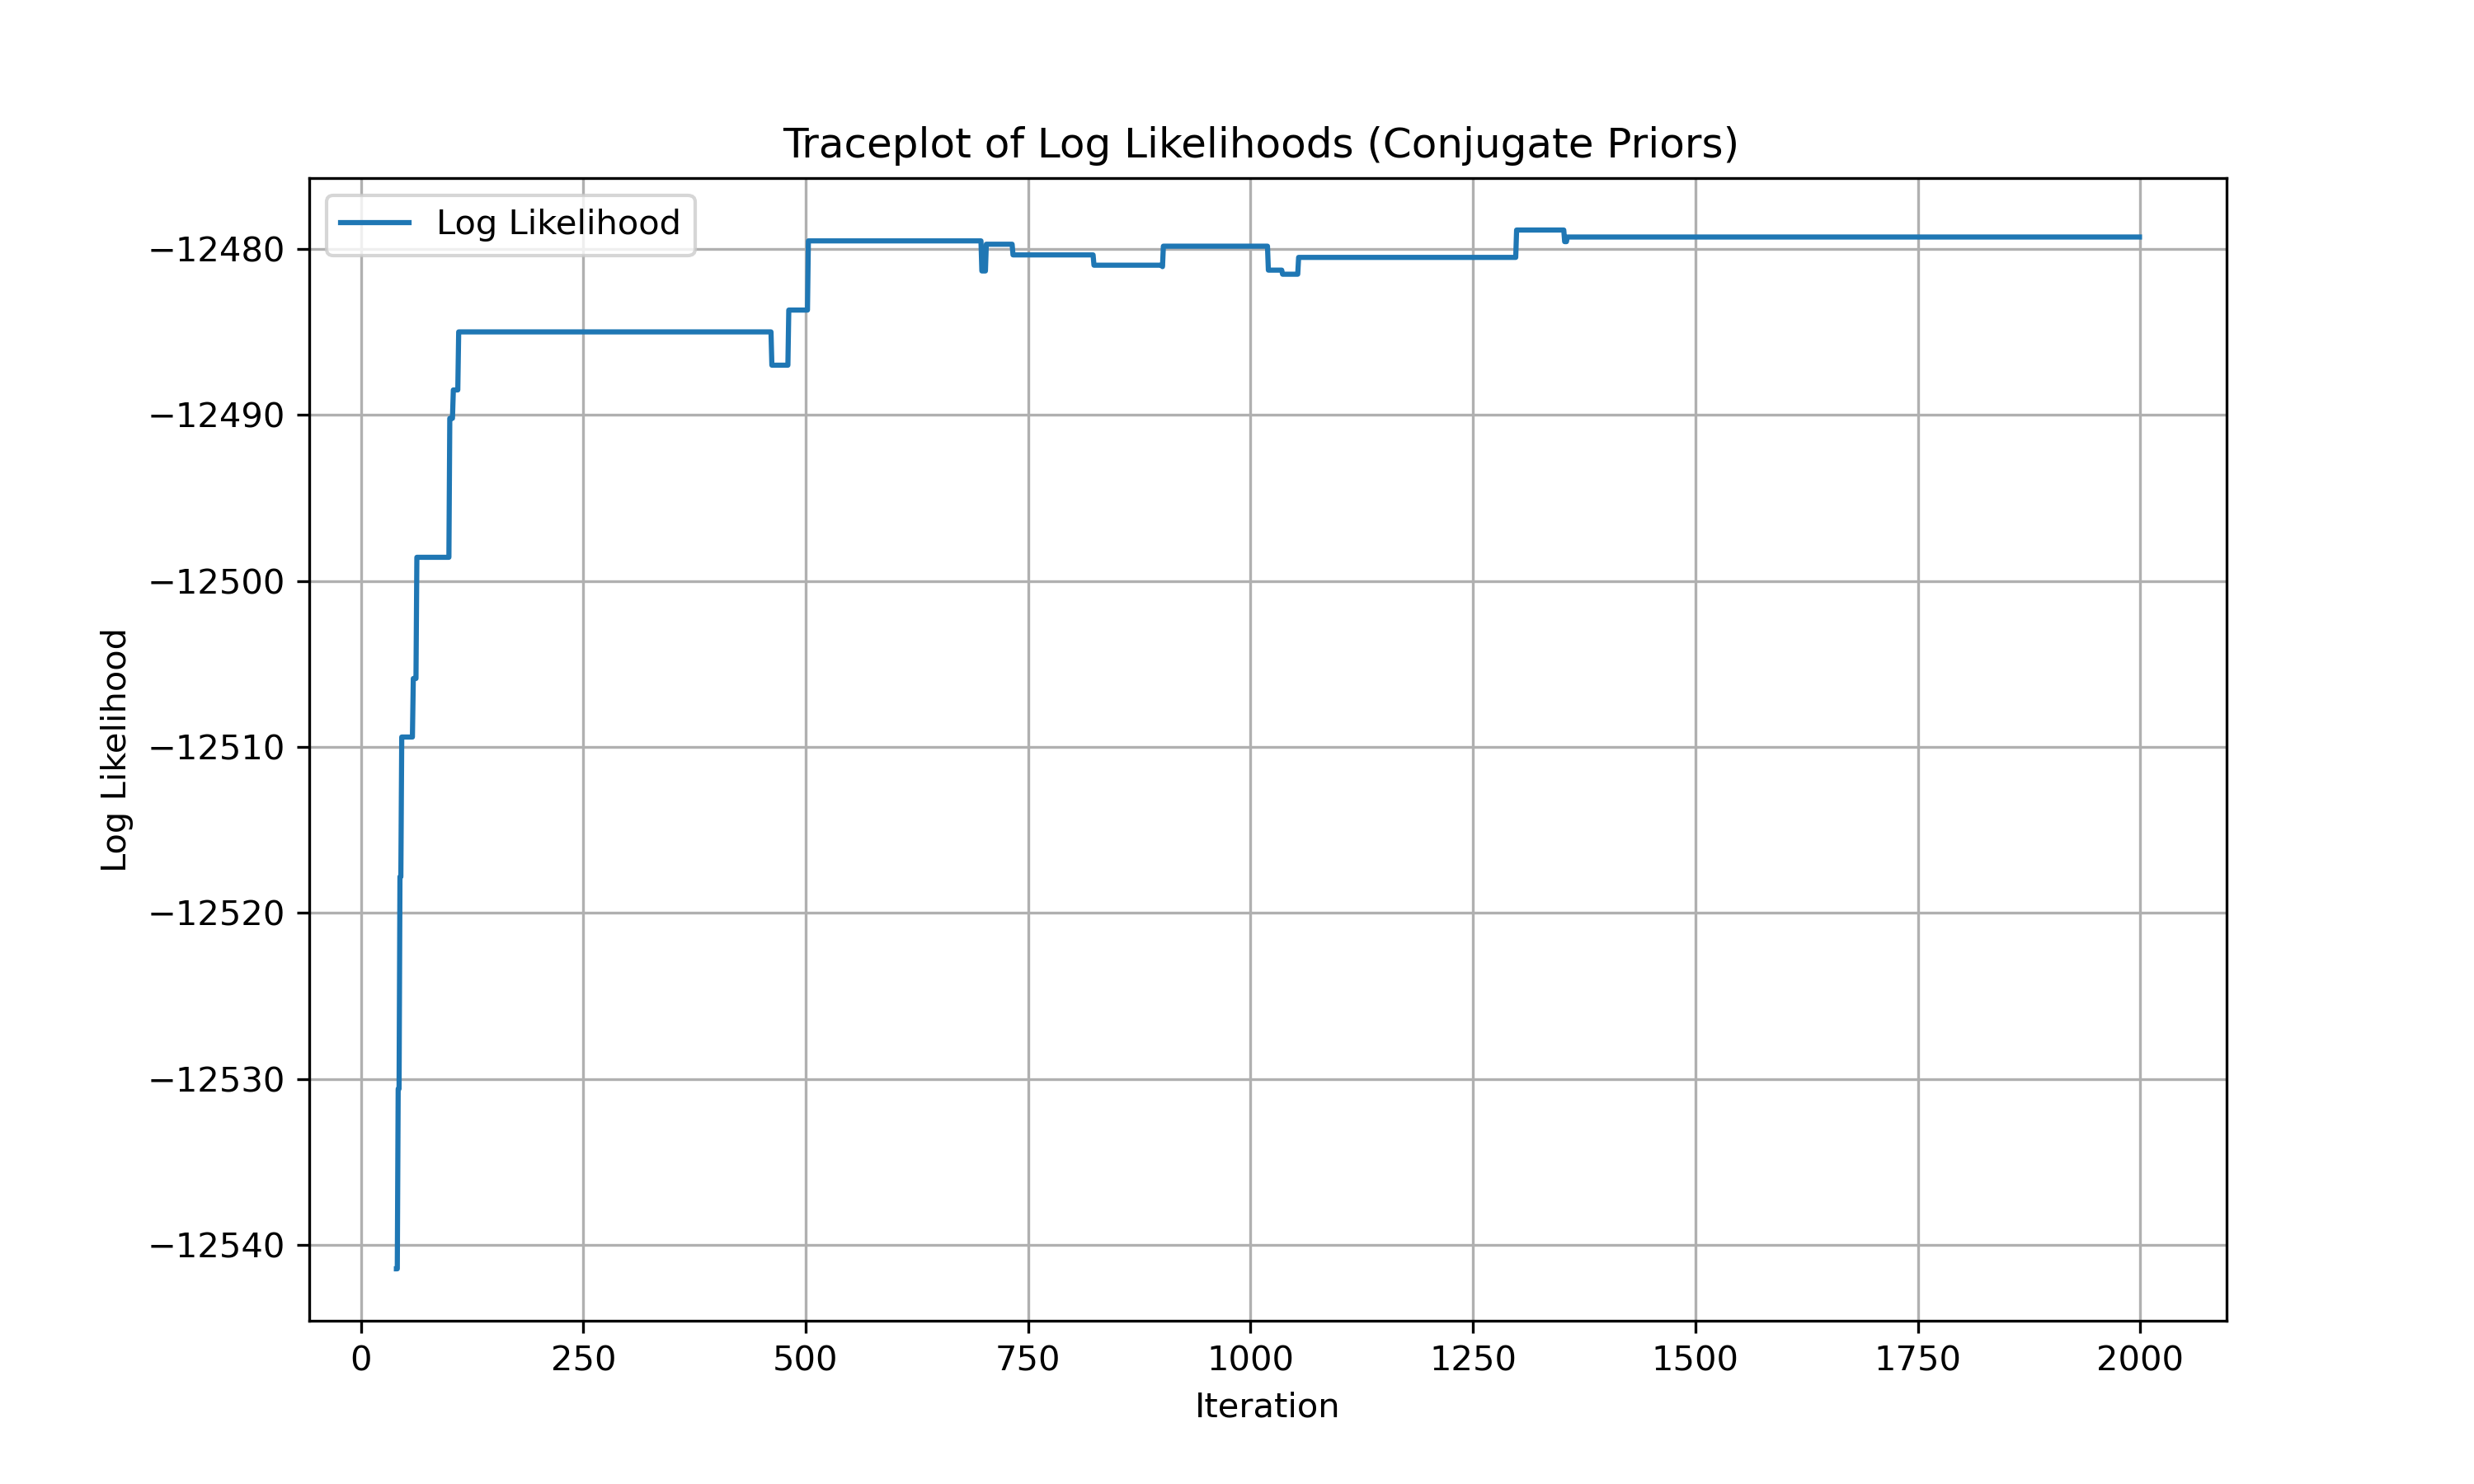 Traceplot of Log Likelihoods (Conjugate Priors)
Log Likelihood
Log Likelihood
−12480
−12490
−12500
−12510
−12520
−12530
−12540
0 250 500 750 1000 1250 1500 1750 2000
Iteration